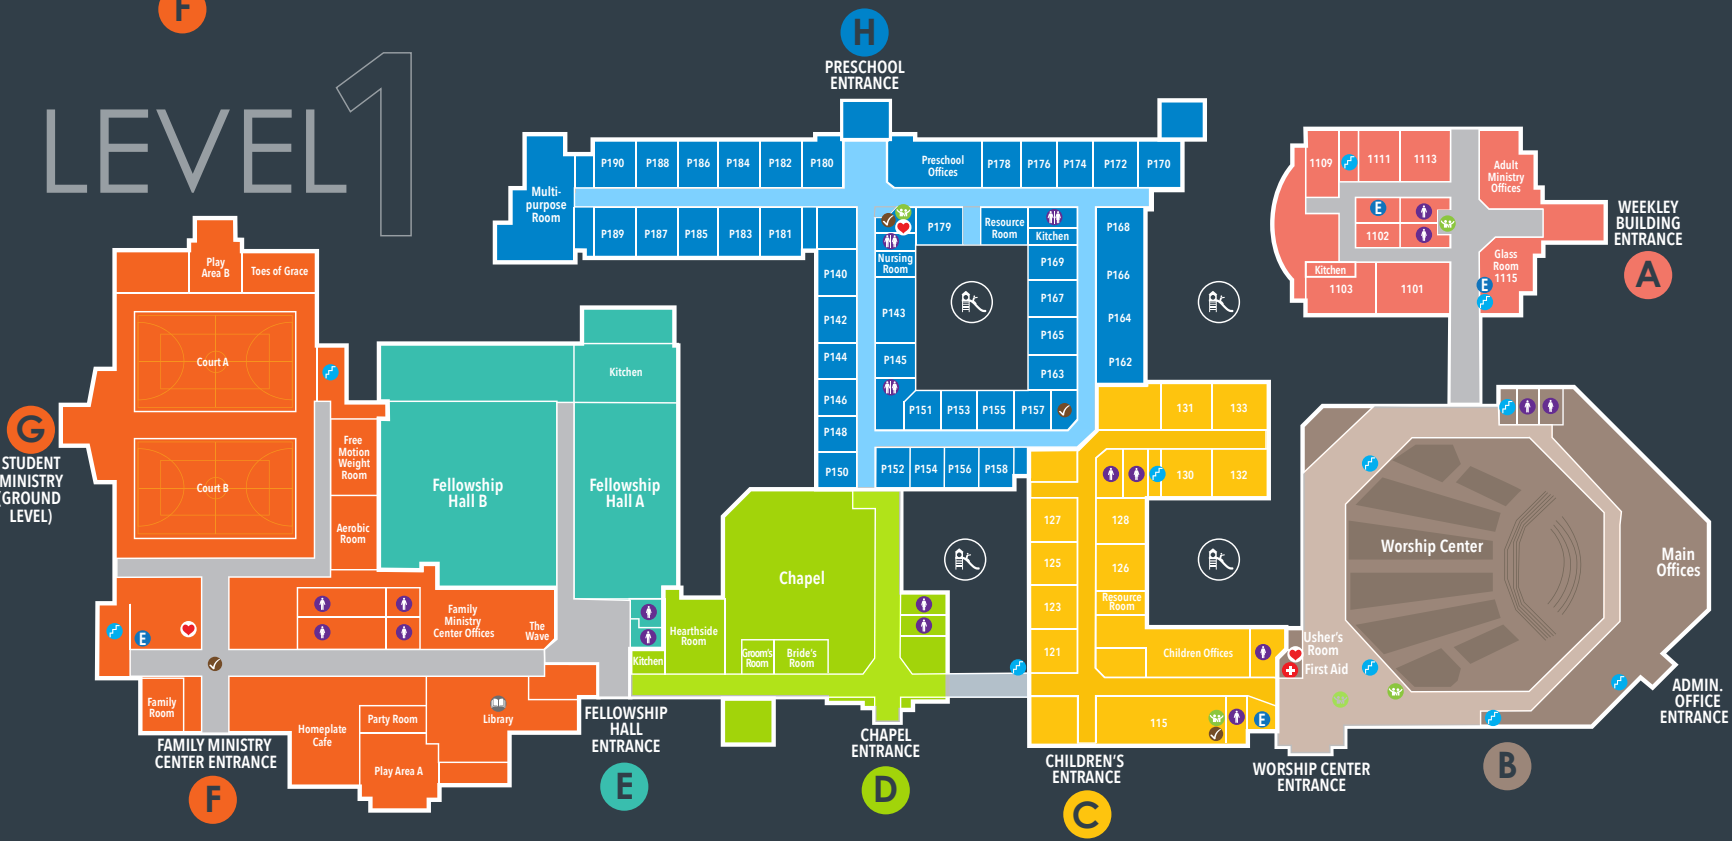 F
LEVEL 1
H
PRESCHOOL
ENTRANCE
P190
P188
P186
P184
P182
P180
Preschool
Offices
P178
P176
P174
P172
P170
Multi-
purpose
Room
P189
P187
P185
P183
P181
P179
Resource
Room
Kitchen
P168
Nursing
Room
P140
P142
P144
P146
P148
P150
P143
P145
P169
P167
P165
P163
P166
P164
P162
P151
P153
P155
P157
P152
P154
P156
P158
1109
1111
1113
Adult
Ministry
Offices
E
1102
Kitchen
1103
1101
Glass
Room
1115
E
WEEKLEY
BUILDING
ENTRANCE
A
Play
Area B
Toes of Grace
Court A
Court B
Free
Motion
Weight
Room
Aerobic
Room
G
STUDENT
MINISTRY
(GROUND
LEVEL)
Kitchen
Fellowship
Hall B
Fellowship
Hall A
Family
Ministry
Center Offices
The
Wave
E
Family
Room
Homeplate
Cafe
Party Room
Play Area A
Library
FAMILY MINISTRY
CENTER ENTRANCE
F
FELLOWSHIP
HALL
ENTRANCE
E
Chapel
Hearthside
Room
Kitchen
Groom's
Room
Bride's
Room
CHAPEL
ENTRANCE
D
131
133
130
132
127
128
125
126
123
Resource
Room
121
Children Offices
115
E
CHILDREN'S
ENTRANCE
C
Worship Center
Main
Offices
Usher's
Room
First Aid
WORSHIP CENTER
ENTRANCE
B
ADMIN.
OFFICE
ENTRANCE